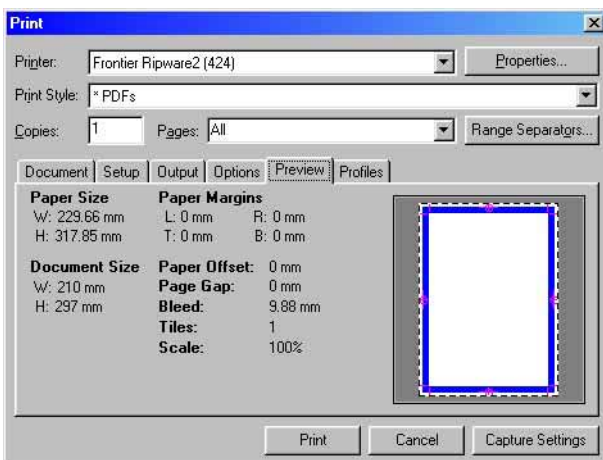 Print
Printer: Frontier Ripware2 (424) Properties...
Print Style: * PDFs
Copies: 1 Pages: All Range Separators...
Document Setup Output Options Preview Profiles
Paper Size Paper Margins
W: 229.66 mm L: 0 mm R: 0 mm
H: 317.85 mm T: 0 mm B: 0 mm
Document Size Paper Offset: 0 mm
W: 210 mm Page Gap: 0 mm
H: 297 mm Bleed: 9.88 mm
Tiles: 1
Scale: 100%
Print Cancel Capture Settings